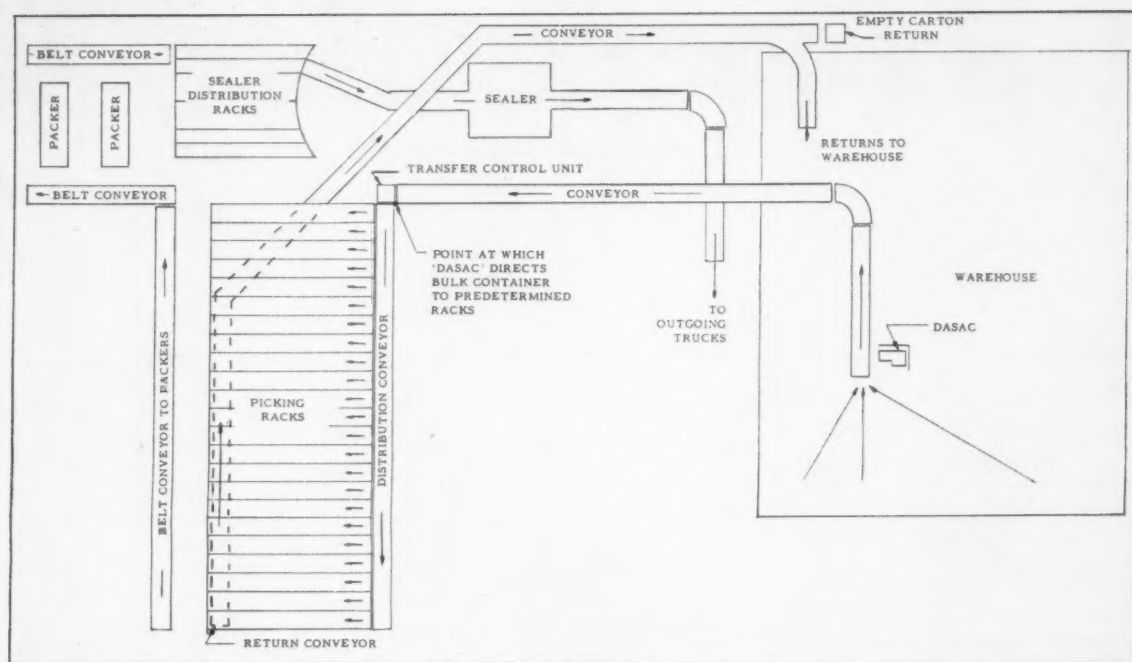 BELT CONVEYOR
SEALER
DISTRIBUTION
RACKS
PACKER
PACKER
BELT CONVEYOR
CONVEYOR
EMPTY CARTON
RETURN
SEALER
RETURNS TO
WAREHOUSE
TRANSFER CONTROL UNIT
CONVEYOR
POINT AT WHICH
'DASAC' DIRECTS
BULK CONTAINER
TO PREDETERMINED
RACKS
WAREHOUSE
TO
OUTGOING
TRUCKS
DASAC
BELT CONVEYOR TO PACKERS
PICKING
RACKS
DISTRIBUTION CONVEYOR
RETURN CONVEYOR